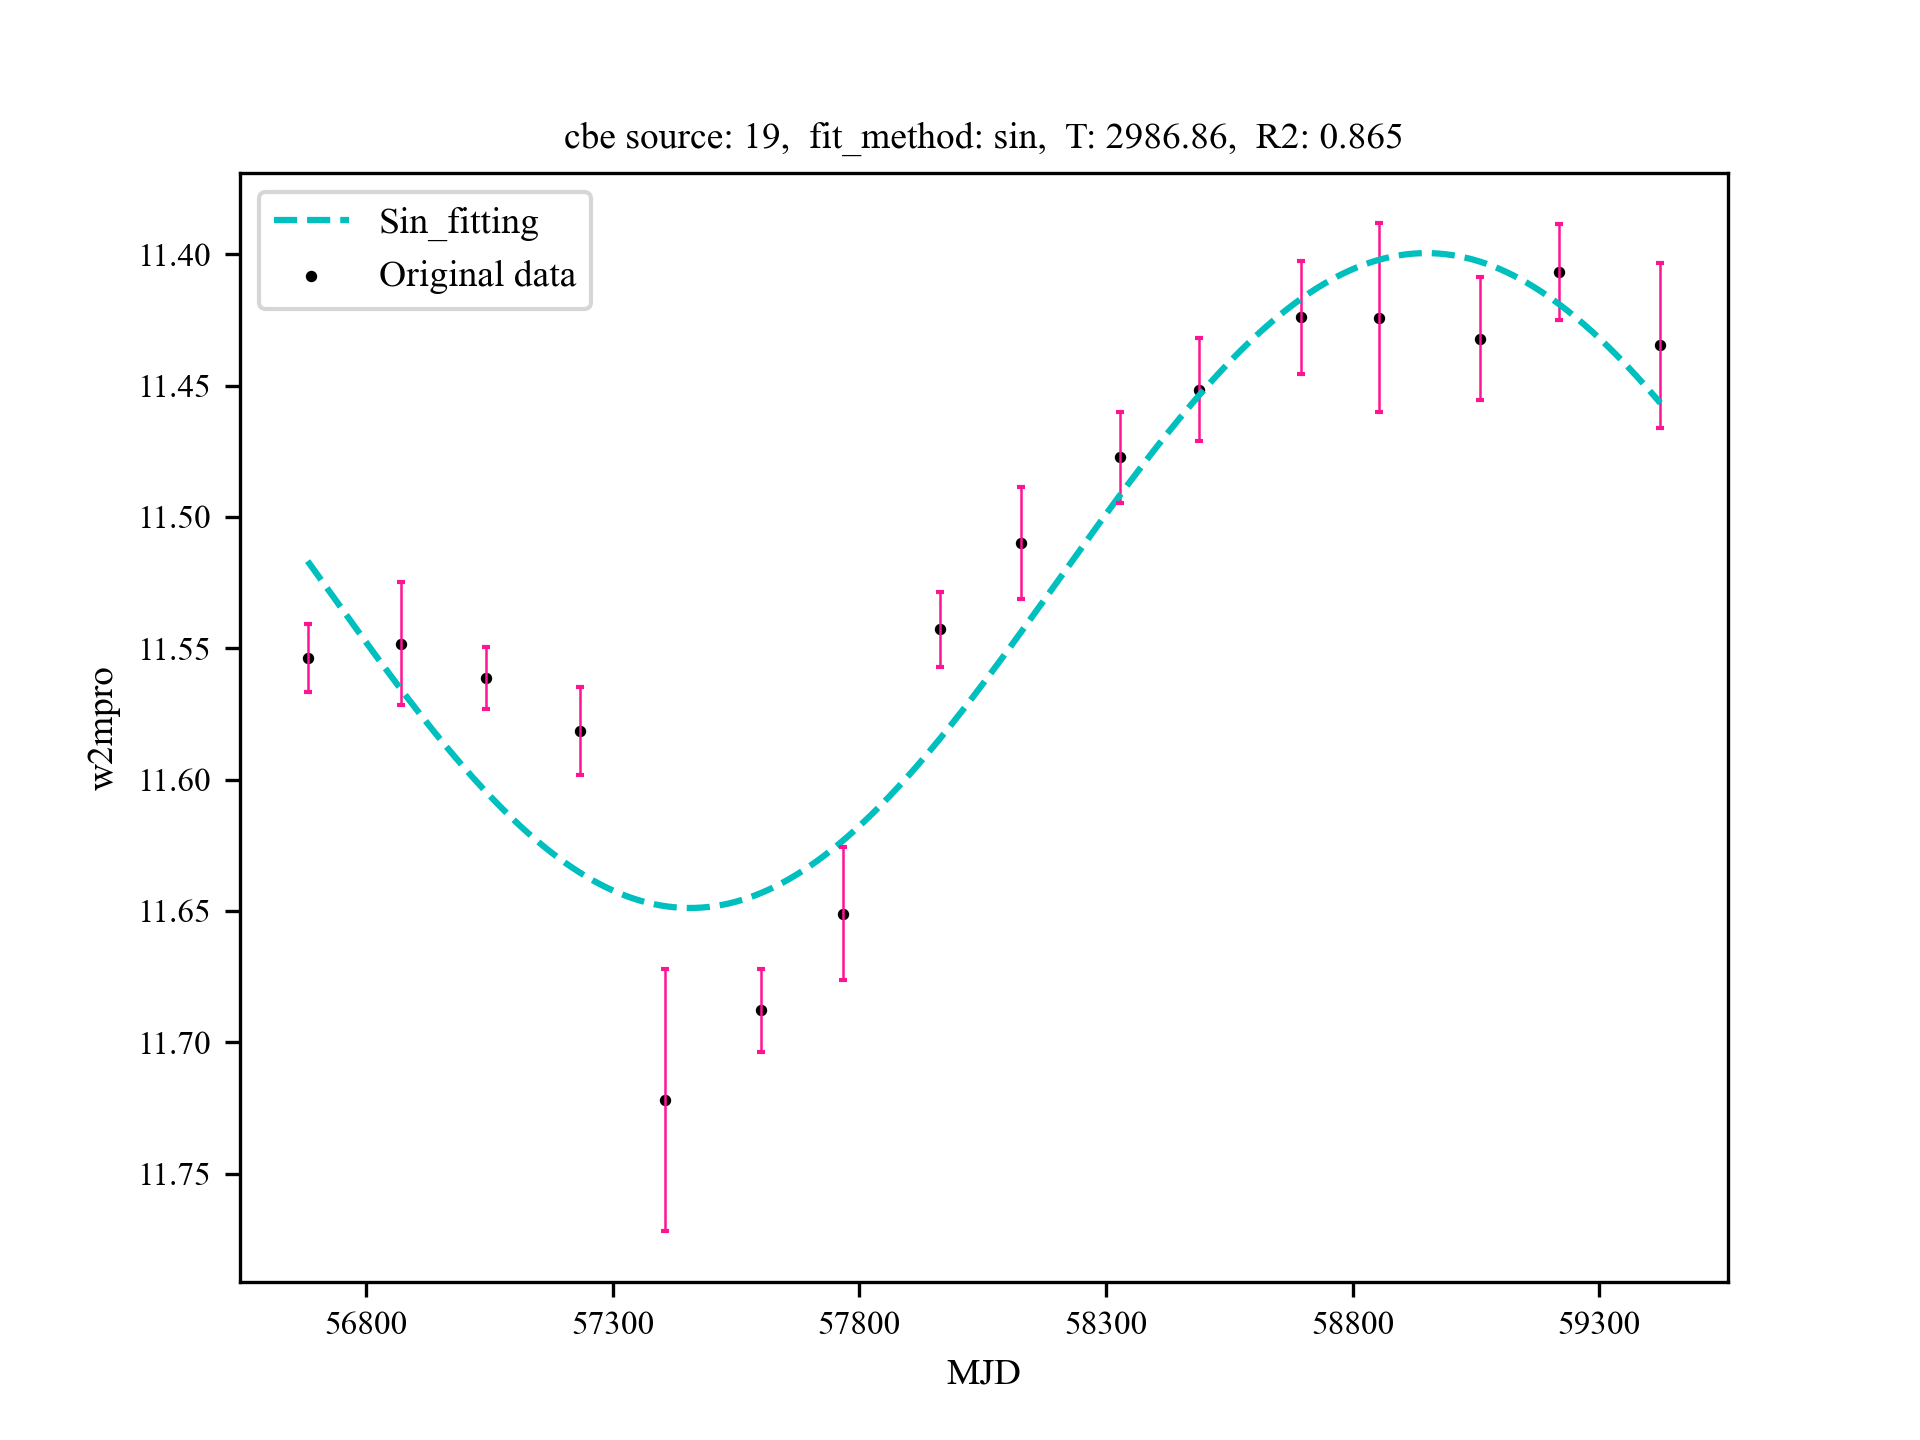 cbe source: 19,  fit_method: sin,  T: 2986.86,  R2: 0.865
Sin_fitting
Original data
11.40
11.45
11.50
11.55
11.60
11.65
11.70
11.75
w2mpro
56800 57300 57800 58300 58800 59300
MJD